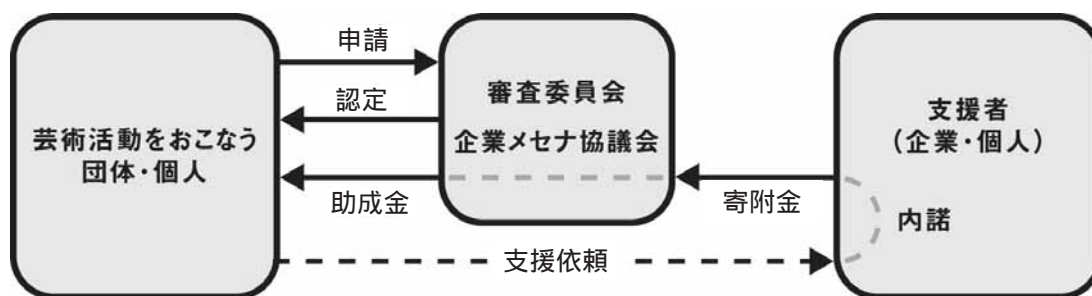 芸術活動をおこなう
団体・個人
申請
認定
助成金
審査委員会
企業メセナ協議会
寄附金
支援依頼
支援者
(企業・個人)
内諾